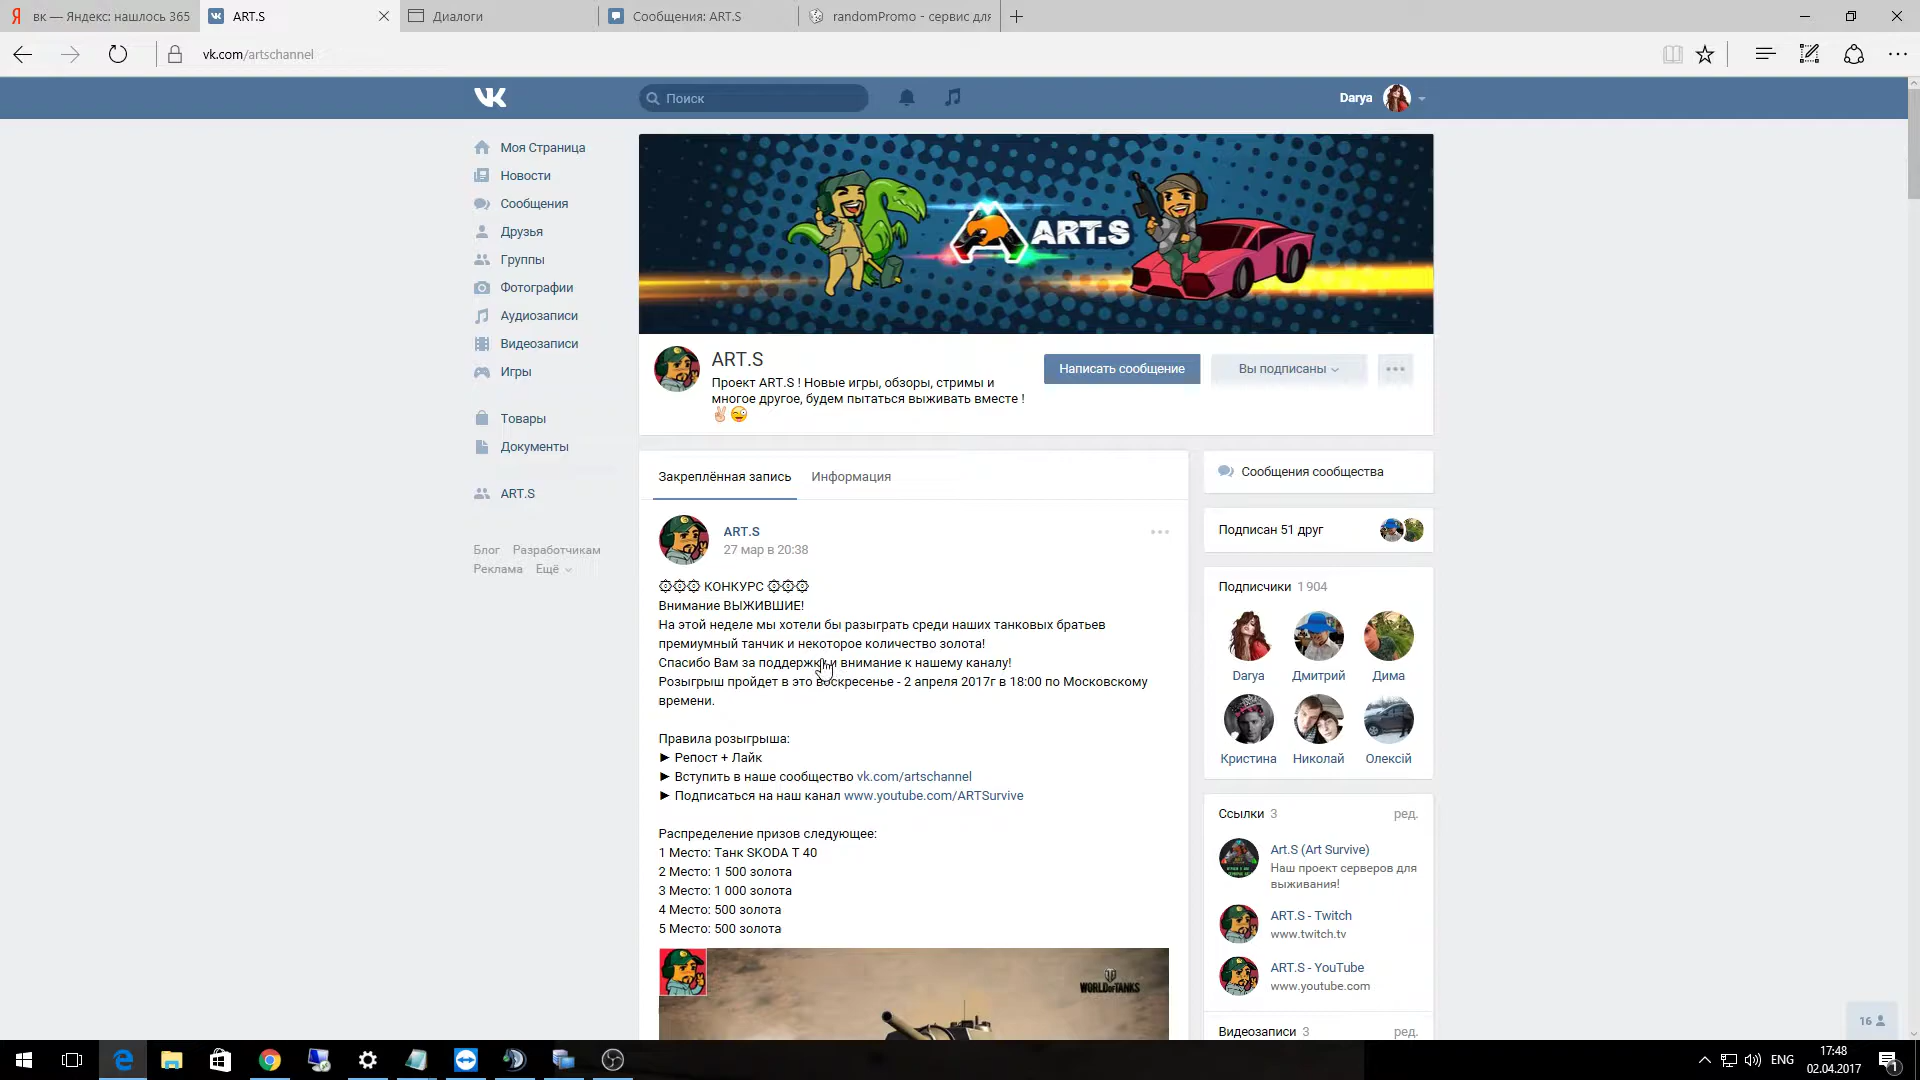 вк — Яндекс: нашлось 365
ART.S
Диалоги
Сообщения: ART.S
randomPromo - сервис для
vk.com/artschannel
Поиск
Darya
Моя Страница
Новости
Сообщения
Друзья
Группы
Фотографии
Аудиозаписи
Видеозаписи
Игры
Товары
Документы
ART.S
Блог Разработчикам
Реклама Ещё
ART.S
ART.S
Проект ART.S ! Новые игры, обзоры, стримы и
многое другое, будем пытаться выживать вместе !
Написать сообщение
Вы подписаны
Закреплённая запись
Информация
ART.S
27 мар в 20:38
КОНКУРС
Внимание ВЫЖИВШИЕ!
На этой неделе мы хотели бы разыграть среди наших танковых братьев
премиумный танчик и некоторое количество золота!
Спасибо Вам за поддержку и внимание к нашему каналу!
Розыгрыш пройдет в это воскресенье - 2 апреля 2017г в 18:00 по Московскому
времени.
Правила розыгрыша:
► Репост + Лайк
► Вступить в наше сообщество vk.com/artschannel
► Подписаться на наш канал www.youtube.com/ARTSurvive
Распределение призов следующее:
1 Место: Танк SKODA T 40
2 Место: 1 500 золота
3 Место: 1 000 золота
4 Место: 500 золота
5 Место: 500 золота
WORLD OF TANKS
Сообщения сообщества
Подписан 51 друг
Подписчики 1 904
Darya
Дмитрий
Дима
Кристина
Николай
Олексій
Ссылки 3
ред.
Art.S (Art Survive)
Наш проект серверов для
выживания!
ART.S - Twitch
www.twitch.tv
ART.S - YouTube
www.youtube.com
Видеозаписи 3
ред.
16
ENG
17:48
02.04.2017
1